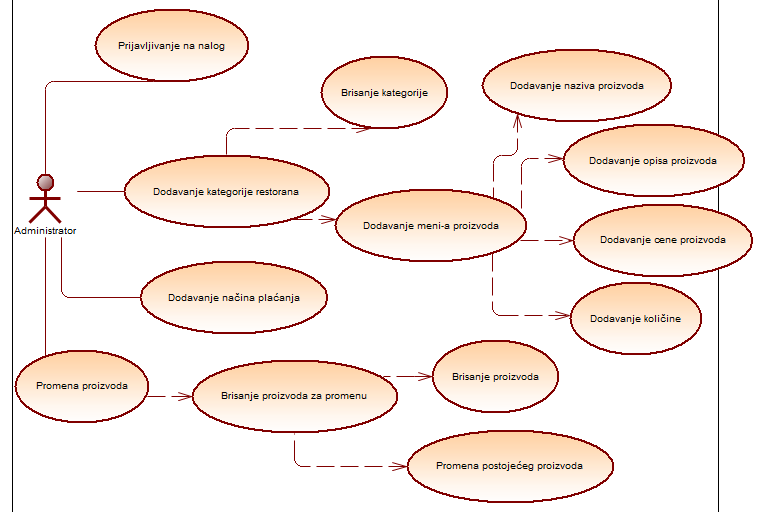 Prijavljivanje na nalog
Brisanje kategorije
Dodavanje naziva proizvoda
Dodavanje opisa proizvoda
Dodavanje kategorije restorana
Dodavanje meni-a proizvoda
Administrator
Dodavanje cene proizvoda
Dodavanje načina plaćanja
Dodavanje količine
Promena proizvoda
Brisanje proizvoda za promenu
Brisanje proizvoda
Promena postojećeg proizvoda